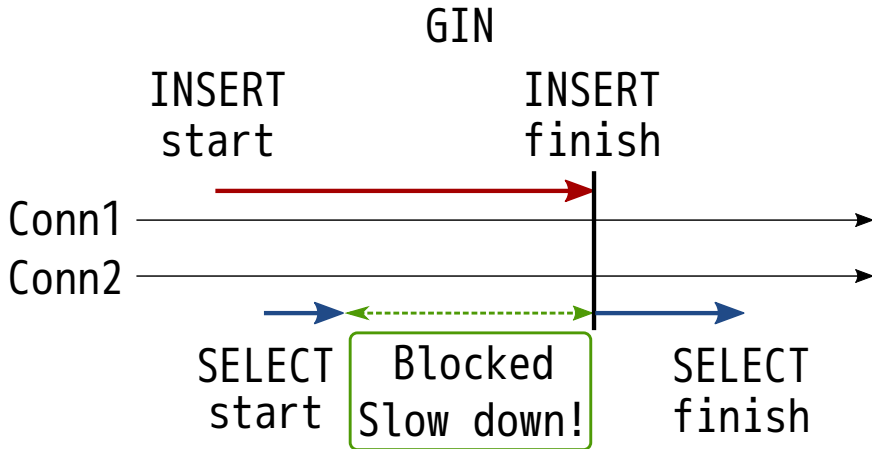 GIN
INSERT
start
INSERT
finish
Conn1
Conn2
SELECT
start
Blocked
Slow down!
SELECT
finish